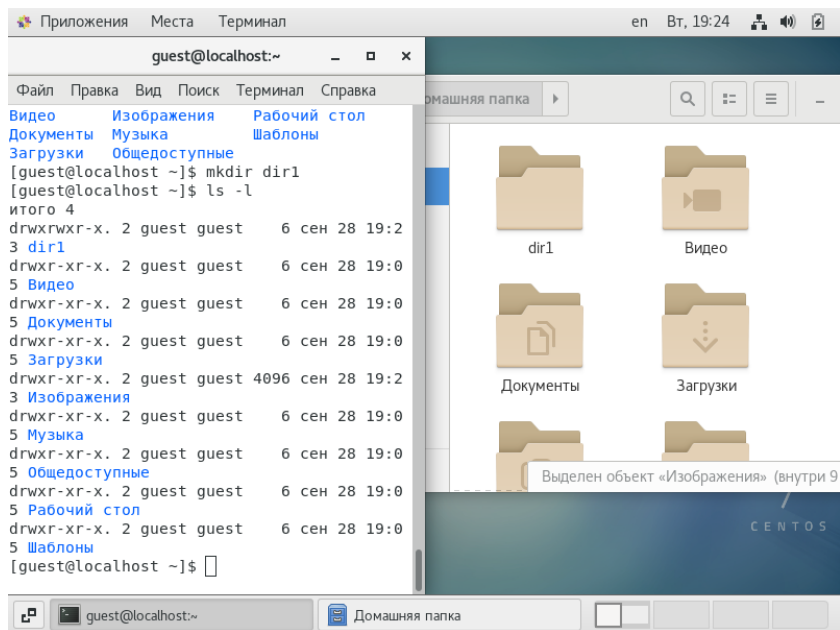 Приложения Места Терминал en Вт, 19:24
guest@localhost:~
Файл Правка Вид Поиск Терминал Справка
Видео Изображения Рабочий стол
Документы Музыка Шаблоны
Загрузки Общедоступные
[guest@localhost ~]$ mkdir dir1
[guest@localhost ~]$ ls -l
итого 4
drwxrwxr-x. 2 guest guest 6 сен 28 19:2
3 dir1
drwxr-xr-x. 2 guest guest 6 сен 28 19:0
5 Видео
drwxr-xr-x. 2 guest guest 6 сен 28 19:0
5 Документы
drwxr-xr-x. 2 guest guest 6 сен 28 19:0
5 Загрузки
drwxr-xr-x. 2 guest guest 4096 сен 28 19:2
3 Изображения
drwxr-xr-x. 2 guest guest 6 сен 28 19:0
5 Музыка
drwxr-xr-x. 2 guest guest 6 сен 28 19:0
5 Общедоступные
drwxr-xr-x. 2 guest guest 6 сен 28 19:0
5 Рабочий стол
drwxr-xr-x. 2 guest guest 6 сен 28 19:0
5 Шаблоны
[guest@localhost ~]$
омашняя папка
dir1 Видео
Документы Загрузки
Выделен объект «Изображения» (внутри 9
7
CENTOS
guest@localhost:~ Домашняя папка